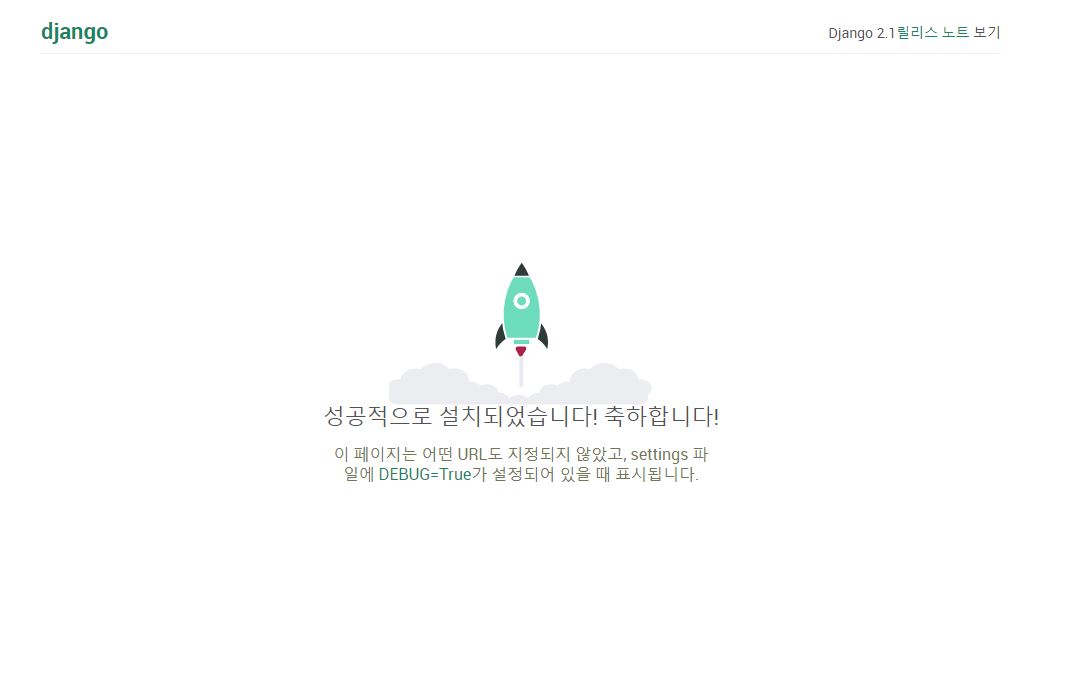 django
Django 2.1릴리스 노트 보기
성공적으로 설치되었습니다! 축하합니다!
이 페이지는 어떤 URL도 지정되지 않았고, settings 파
일에 DEBUG=True가 설정되어 있을 때 표시됩니다.